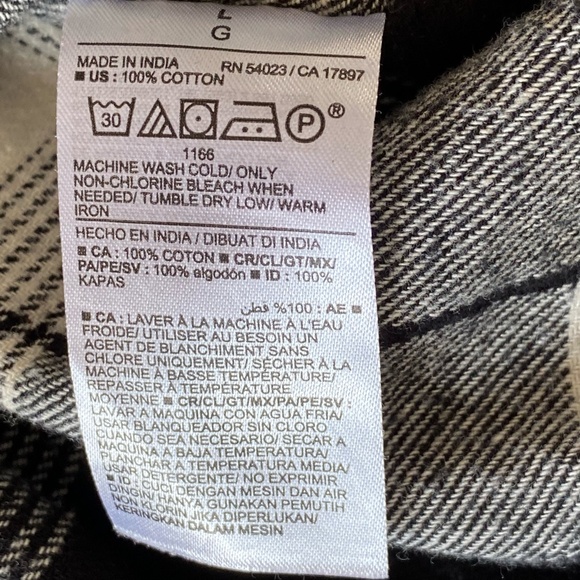 L
G
MADE IN INDIA RN 54023 / CA 17897
■ US : 100% COTTON
30 P ®
1166
MACHINE WASH COLD/ ONLY
NON-CHLORINE BLEACH WHEN
NEEDED/ TUMBLE DRY LOW/ WARM
IRON
HECHO EN INDIA / DIBUAT DI INDIA
■ CA : 100% COTON ■ CR/CL/GT/MX/
PA/PE/SV : 100% algodón ■ ID : 100%
KAPAS
■ AE : 100% قطن
■ CA : LAVER À LA MACHINE À L'EAU
FROIDE/ UTILISER AU BESOIN UN
AGENT DE BLANCHIMENT SANS
CHLORE UNIQUEMENT/ SÉCHER À LA
MACHINE À BASSE TEMPÉRATURE/
REPASSER À TEMPÉRATURE
MOYENNE ■ CR/CL/GT/MX/PA/PE/SV :
LAVAR A MAQUINA CON AGUA FRIA/
USAR BLANQUEADOR SIN CLORO
CUANDO SEA NECESARIO/ SECAR A
MAQUINA A BAJA TEMPERATURA/
PLANCHAR A TEMPERATURA MEDIA/
USAR DETERGENTE/ NO EXPRIMIR
■ ID : CUCI DENGAN MESIN DAN AIR
DINGIN/ HANYA GUNAKAN PEMUTIH
NON KLORIN JIKA DIPERLUKAN/
KERINGKAN DALAM MESIN